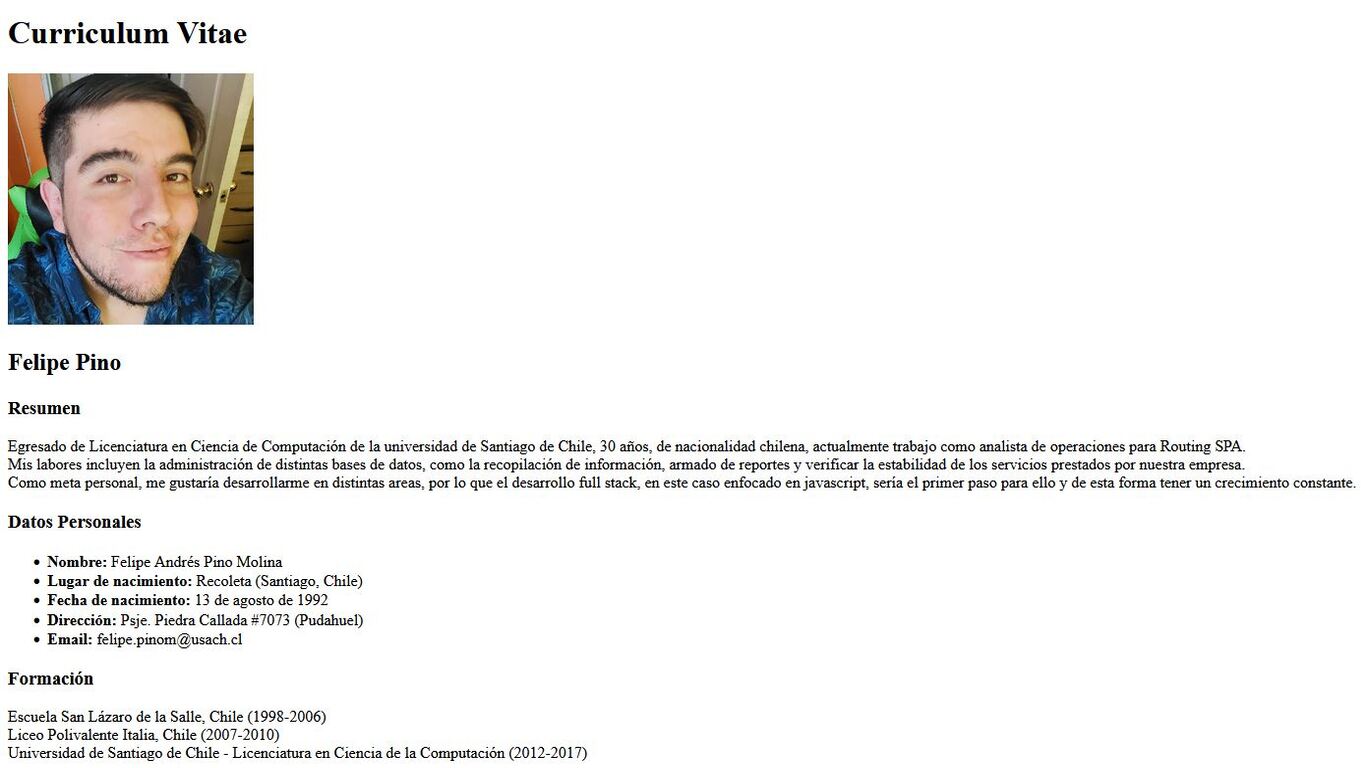 Curriculum Vitae
Felipe Pino
Resumen
Egresado de Licenciatura en Ciencia de Computación de la universidad de Santiago de Chile, 30 años, de nacionalidad chilena, actualmente trabajo como analista de operaciones para Routing SPA.
Mis labores incluyen la administración de distintas bases de datos, como la recopilación de información, armado de reportes y verificar la estabilidad de los servicios prestados por nuestra empresa.
Como meta personal, me gustaría desarrollarme en distintas areas, por lo que el desarrollo full stack, en este caso enfocado en javascript, sería el primer paso para ello y de esta forma tener un crecimiento constante.
Datos Personales
• Nombre: Felipe Andrés Pino Molina
• Lugar de nacimiento: Recoleta (Santiago, Chile)
• Fecha de nacimiento: 13 de agosto de 1992
• Dirección: Psje. Piedra Callada #7073 (Pudahuel)
• Email: felipe.pinom@usach.cl
Formación
Escuela San Lázaro de la Salle, Chile (1998-2006)
Liceo Polivalente Italia, Chile (2007-2010)
Universidad de Santiago de Chile - Licenciatura en Ciencia de la Computación (2012-2017)